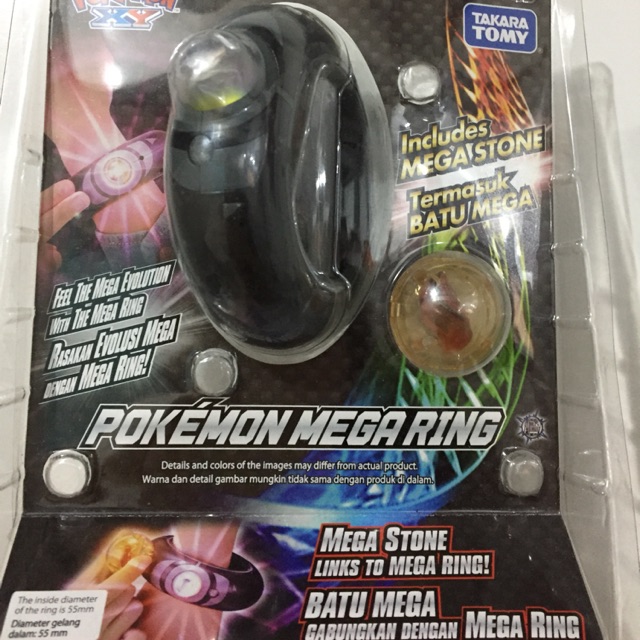 POKÉMON
XY
TAKARA
TOMY
Includes
MEGA STONE
Termasuk
BATU MEGA
FEEL THE MEGA EVOLUTION
WITH THE MEGA RING
RASAKAN EVOLUSI MEGA
DENGAN MEGA RING!
POKÉMON MEGA RING
Details and colors of the images may differ from actual product.
Warna dan detail gambar mungkin tidak sama dengan produk di dalam.
MEGA STONE
LINKS TO MEGA RING!
BATU MEGA
GABUNGKAN DENGAN MEGA RING
The inside diameter
of the ring is 55mm
Diameter gelang
dalam: 55 mm